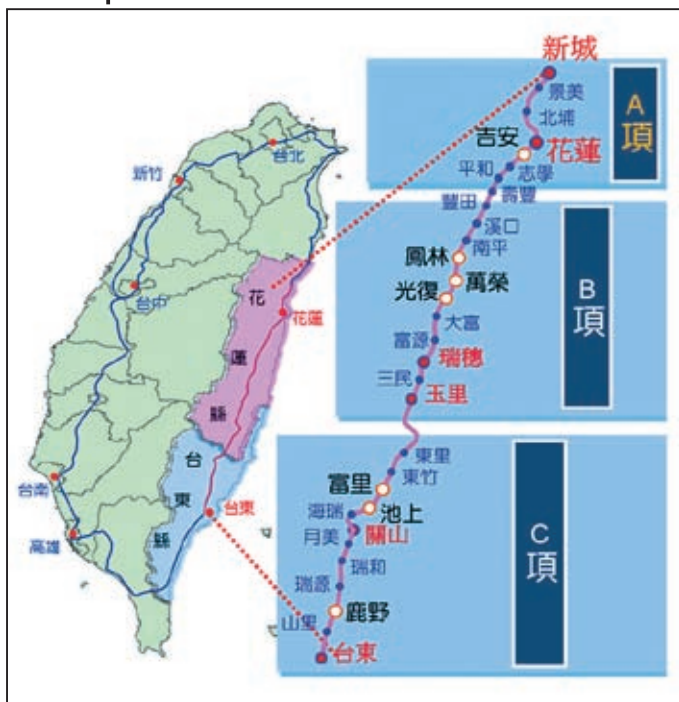 台北
新竹
台中
花蓮縣
花蓮
台東縣
台東
台南
高雄
新城
景美
北埔
吉安
花蓮
平和
志學
壽豐
豐田
溪口
南平
鳳林
萬榮
光復
大富
富源
瑞穗
三民
玉里
東里
東竹
富里
池上
海瑞
關山
月美
瑞和
瑞源
鹿野
山里
台東
A項
B項
C項